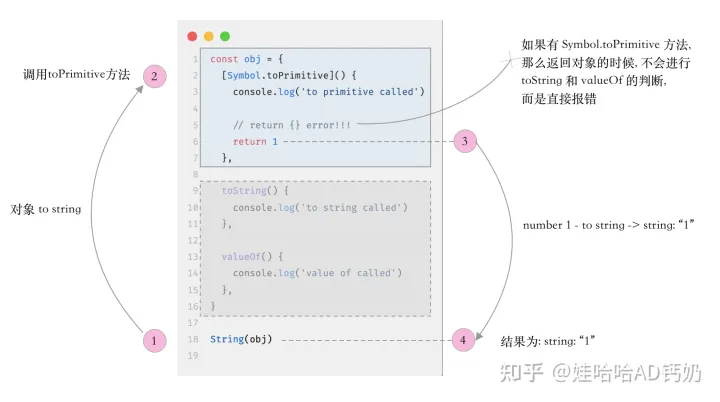 如果有 Symbol.toPrimitive 方法,
那么返回对象的时候, 不会进行
toString 和 valueOf 的判断,
而是直接报错
调用toPrimitive方法
2
对象 to string
1
1 const obj = {
2 [Symbol.toPrimitive]() {
3 console.log('to primitive called')
4
5 // return {} error!!!
6 return 1
7 },
8
9 toString() {
10 console.log('to string called')
11 },
12
13 valueOf() {
14 console.log('value of called')
15 },
16 }
17
18 String(obj)
19
3
number 1 - to string -> string: “1”
4
结果为: string: “1”
知乎 @娃哈哈AD钙奶